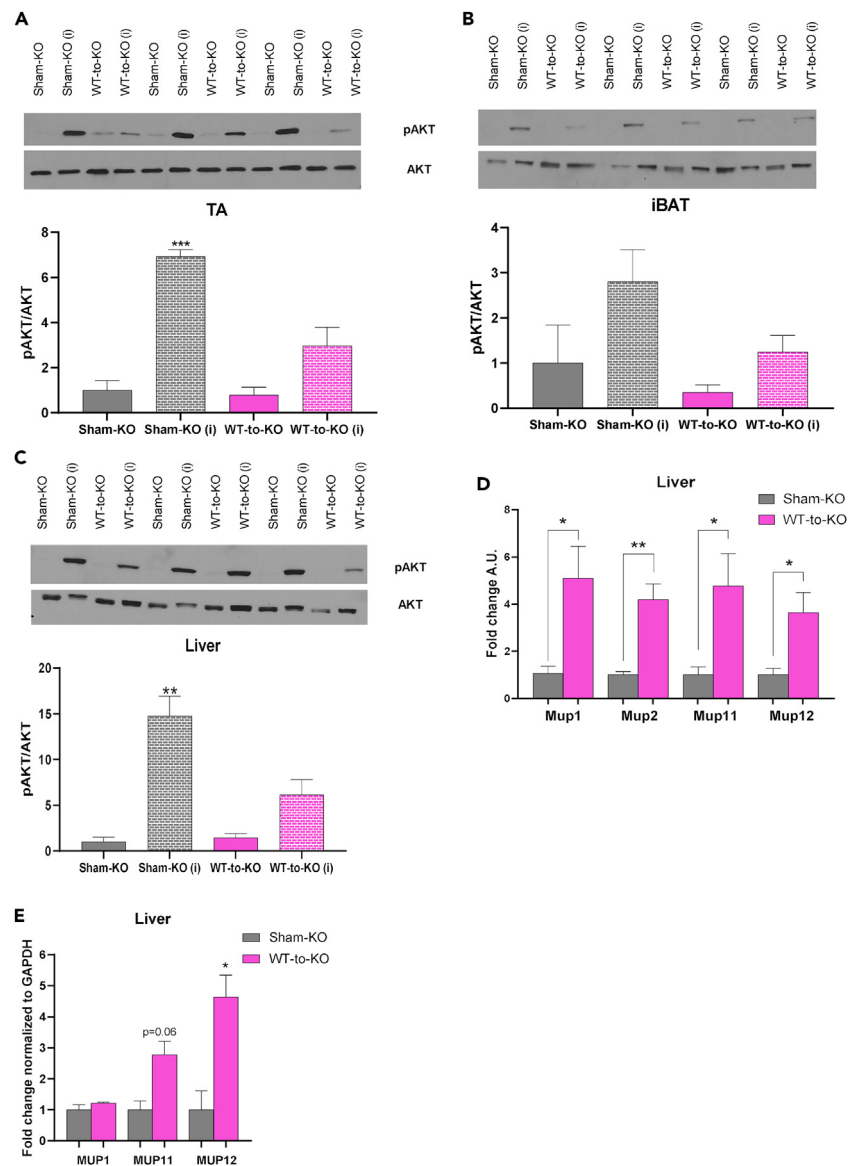 A
Sham-KO
Sham-KO (i)
WT-to-KO
WT-to-KO (i)
Sham-KO
Sham-KO (i)
WT-to-KO
WT-to-KO (i)
Sham-KO
Sham-KO (i)
WT-to-KO
WT-to-KO (i)
pAKT
AKT
TA
pAKT/AKT
8
6
4
2
0
***
Sham-KO Sham-KO (i) WT-to-KO WT-to-KO (i)
B
Sham-KO
Sham-KO (i)
WT-to-KO
WT-to-KO (i)
Sham-KO
Sham-KO (i)
WT-to-KO
WT-to-KO (i)
Sham-KO
Sham-KO (i)
WT-to-KO
WT-to-KO (i)
iBAT
pAKT/AKT
4
3
2
1
0
Sham-KO Sham-KO (i) WT-to-KO WT-to-KO (i)
C
Sham-KO
Sham-KO (i)
WT-to-KO
WT-to-KO (i)
Sham-KO
Sham-KO (i)
WT-to-KO
WT-to-KO (i)
Sham-KO
Sham-KO (i)
WT-to-KO
WT-to-KO (i)
pAKT
AKT
Liver
pAKT/AKT
20
15
10
5
0
**
Sham-KO Sham-KO (i) WT-to-KO WT-to-KO (i)
D
Liver
Sham-KO
WT-to-KO
Fold change A.U.
8
6
4
2
0
* ** * *
Mup1 Mup2 Mup11 Mup12
E
Liver
Sham-KO
WT-to-KO
Fold change normalized to GAPDH
6
5
4
3
2
1
0
p=0.06
*
MUP1 MUP11 MUP12